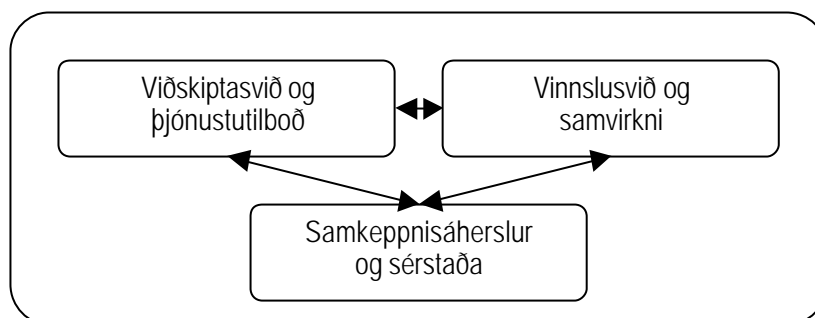 Viðskiptasvið og
þjónustutilboð
Vinnslusvið og
samvirkni
Samkeppnisáherslur
og sérstaða